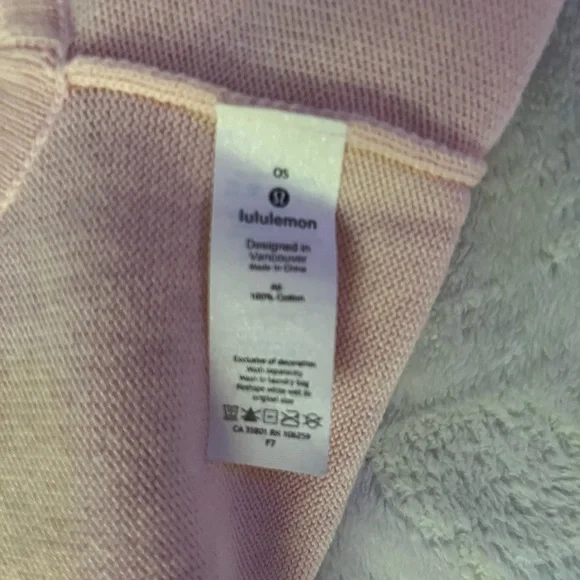 OS
lululemon
Designed in
Vancouver
Made in China
All
100% Cotton
Exclusive of decoration
Wash separately
Wash in laundry bag
Reshape while wet to
original size
CA 35801 RN 106259
F7